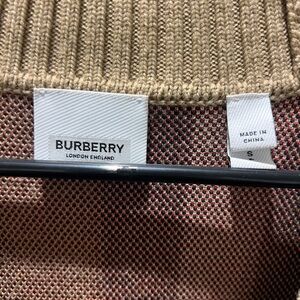 BURBERRY
LONDON ENGLAND
MADE IN
CHINA
S